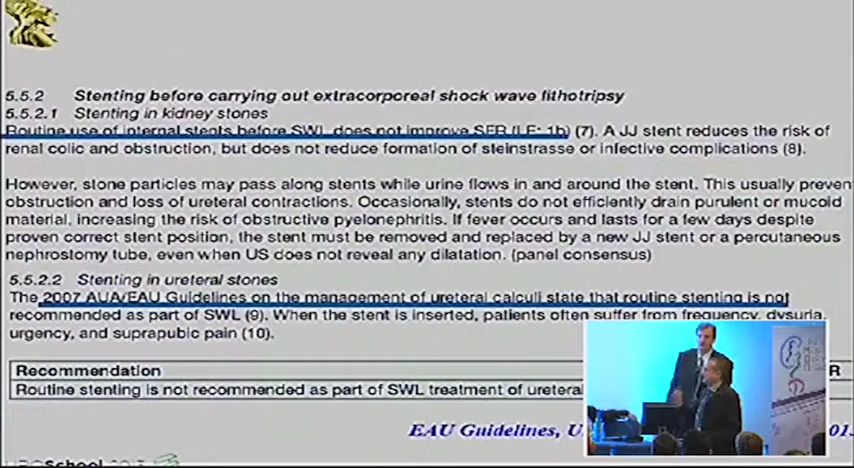 5.5.2 Stenting before carrying out extracorporeal shock wave lithotripsy
5.5.2.1 Stenting in kidney stones
Routine use of internal stents before SWL does not improve SFR (LE: 1b) (7). A JJ stent reduces the risk of
renal colic and obstruction, but does not reduce formation of steinstrasse or infective complications (8).
However, stone particles may pass along stents while urine flows in and around the stent. This usually preven
obstruction and loss of ureteral contractions. Occasionally, stents do not efficiently drain purulent or mucoid
material, increasing the risk of obstructive pyelonephritis. If fever occurs and lasts for a few days despite
proven correct stent position, the stent must be removed and replaced by a new JJ stent or a percutaneous
nephrostomy tube, even when US does not reveal any dilatation. (panel consensus)
5.5.2.2 Stenting in ureteral stones
The 2007 AUA/EAU Guidelines on the management of ureteral calculi state that routine stenting is not
recommended as part of SWL (9). When the stent is inserted, patients often suffer from frequency, dysuria,
urgency, and suprapubic pain (10).
Recommendation R
Routine stenting is not recommended as part of SWL treatment of ureteral
EAU Guidelines, U 01
School